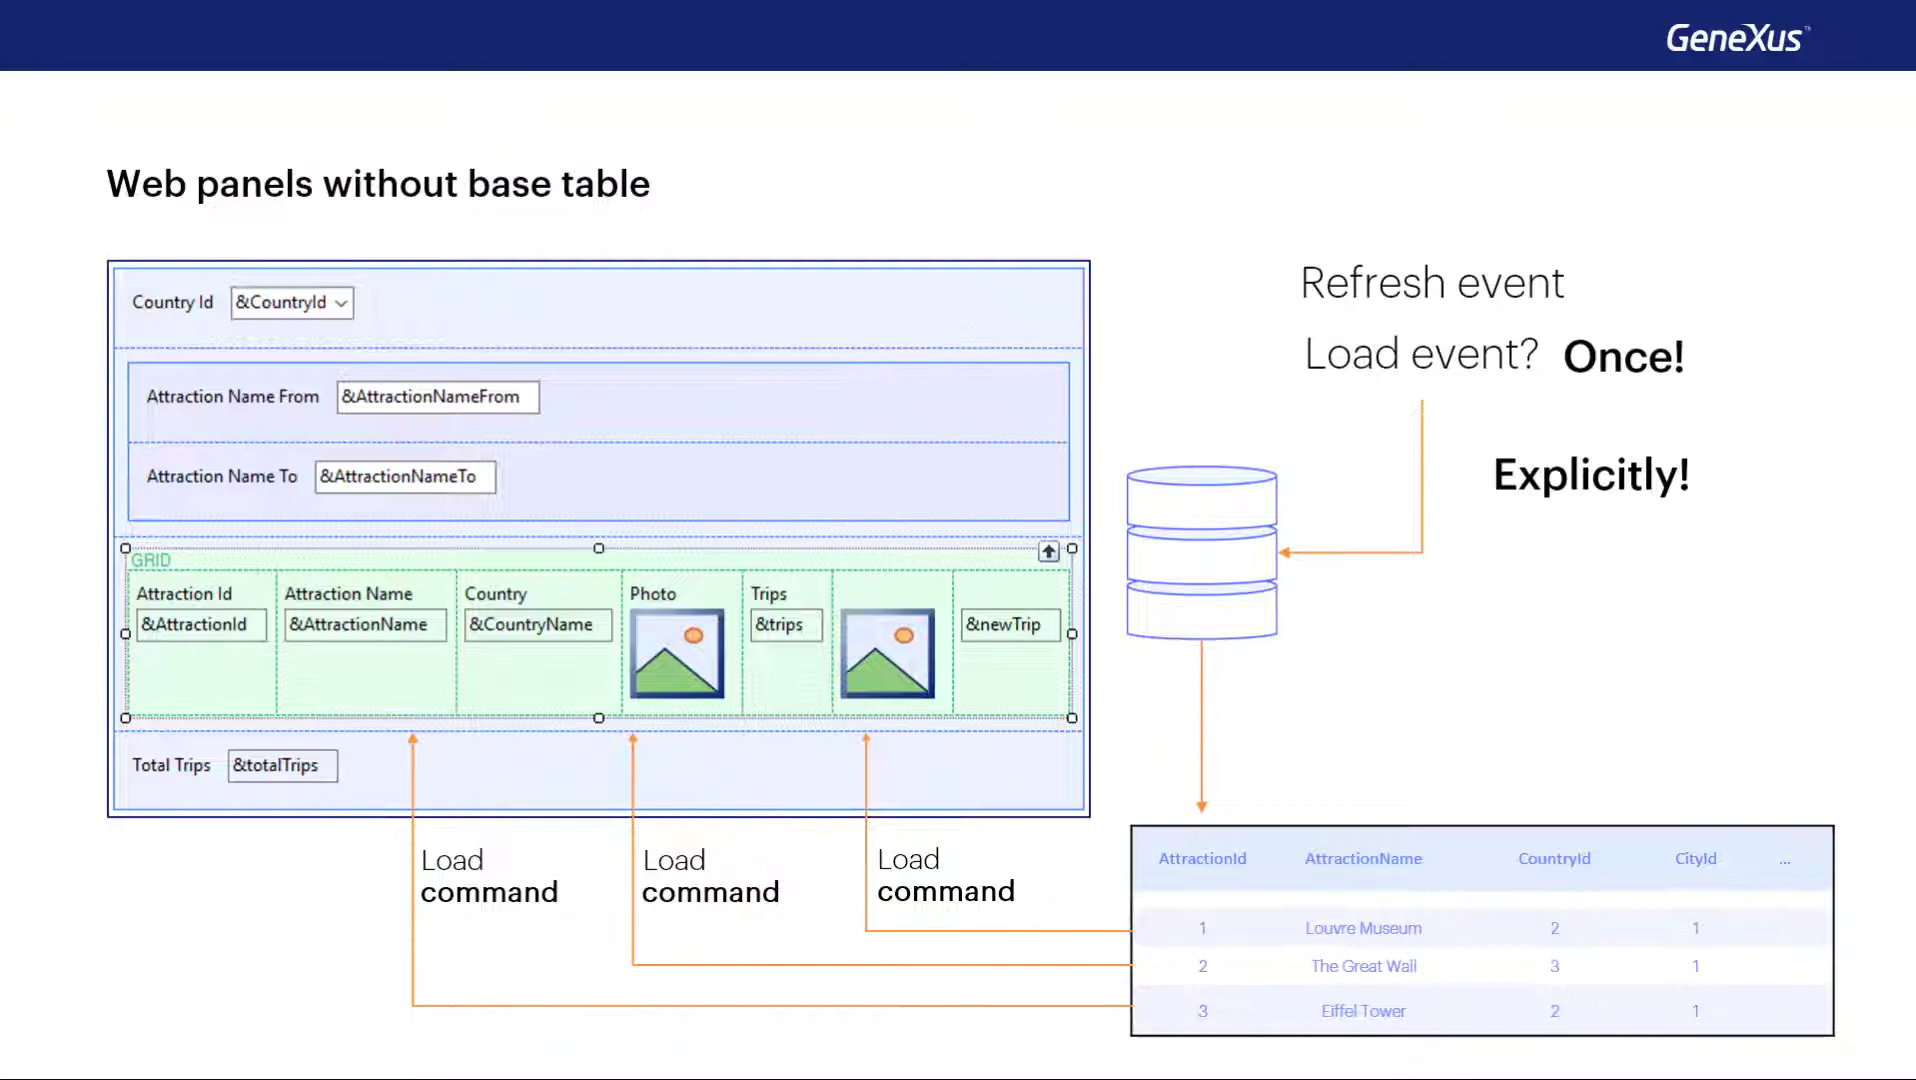 GeneXus™
Web panels without base table
Country Id &CountryId
Attraction Name From &AttractionNameFrom
Attraction Name To &AttractionNameTo
GRID
Attraction Id Attraction Name Country Photo Trips
&AttractionId &AttractionName &CountryName &trips &newTrip
Total Trips &totalTrips
Refresh event
Load event? Once!
Explicitly!
Load command
Load command
Load command
AttractionId AttractionName CountryId CityId ...
1 Louvre Museum 2 1
2 The Great Wall 3 1
3 Eiffel Tower 2 1